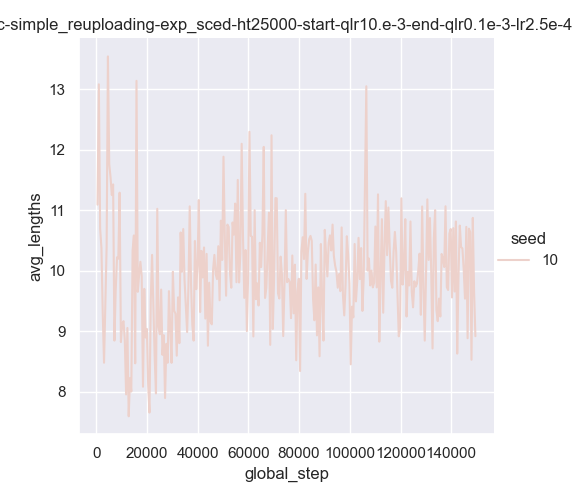 c-simple_reuploading-exp_sced-ht25000-start-qlr10.e-3-end-qlr0.1e-3-lr2.5e-4
13
12
11
10
9
8
avg_lengths
0 20000 40000 60000 80000 100000 120000 140000
global_step
seed
10